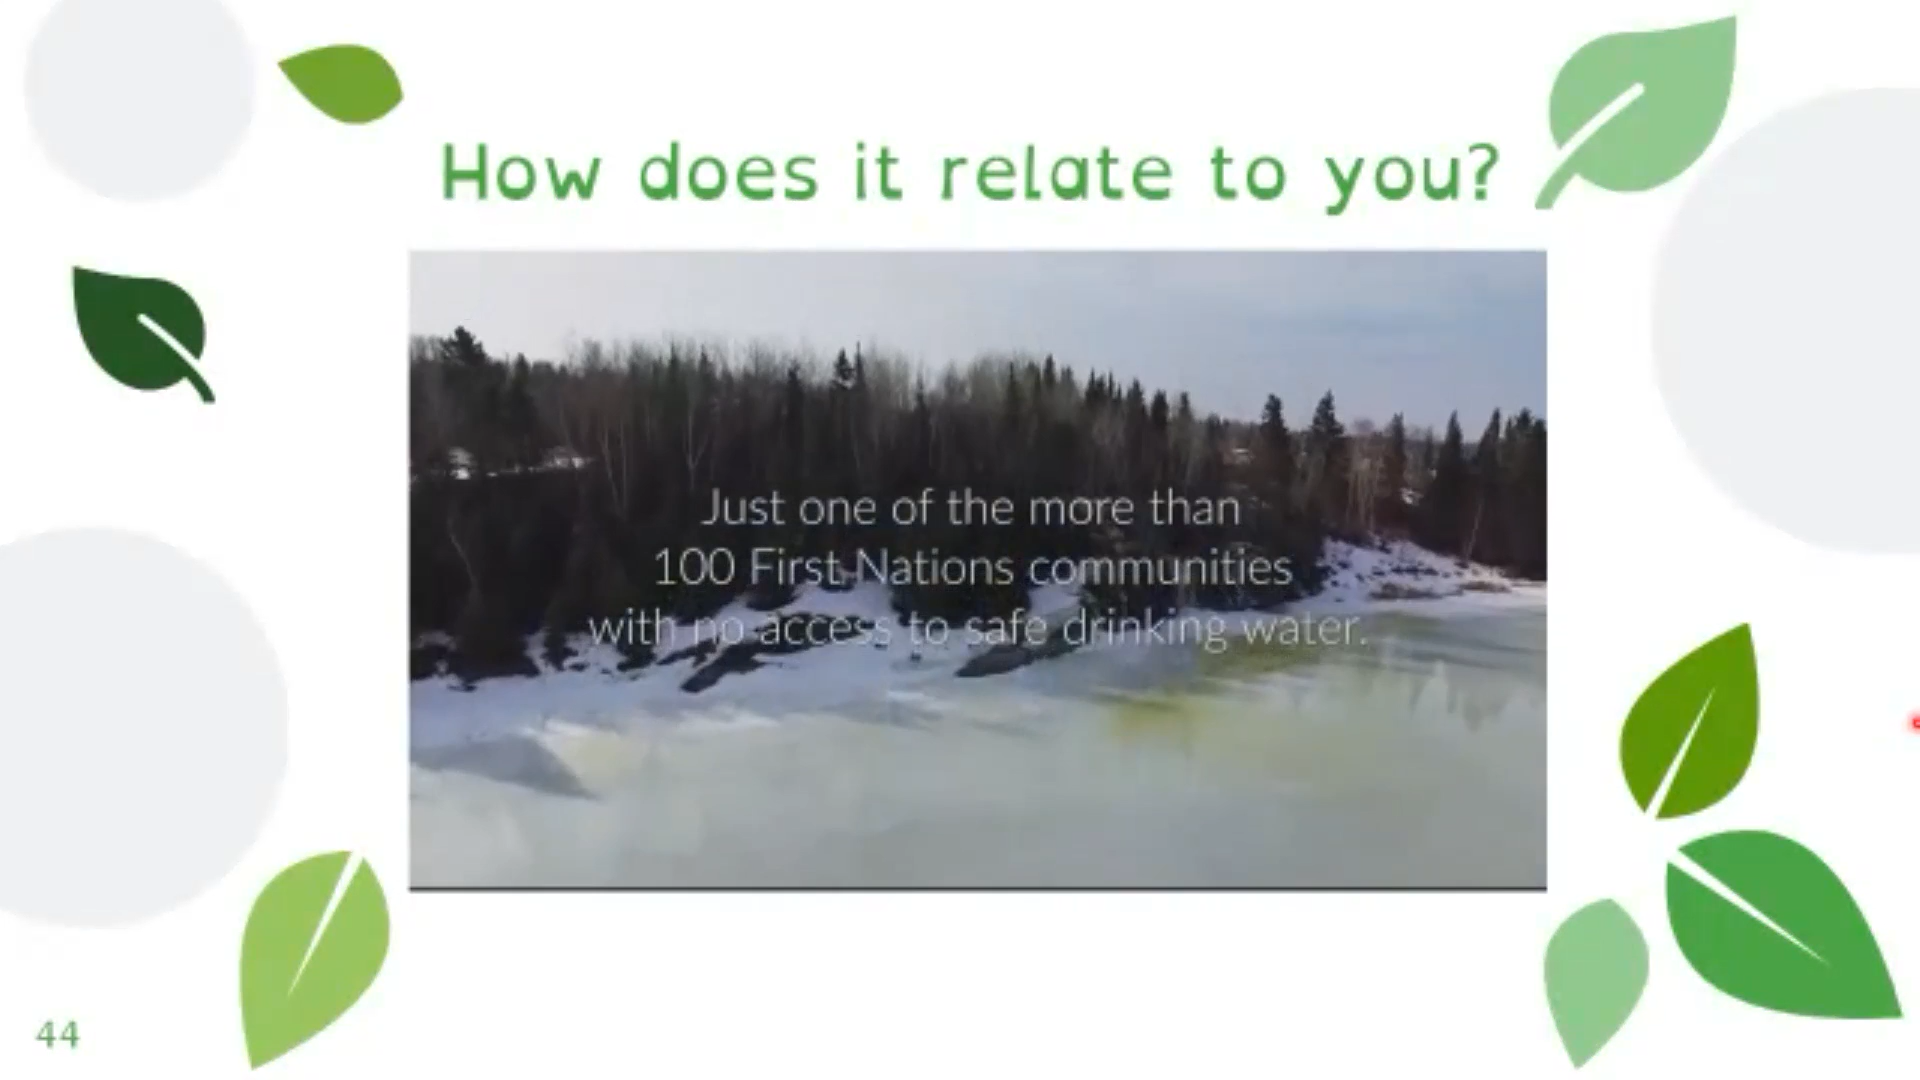 How does it relate to you?
Just one of the more than
100 First Nations communities
with no access to safe drinking water.
44